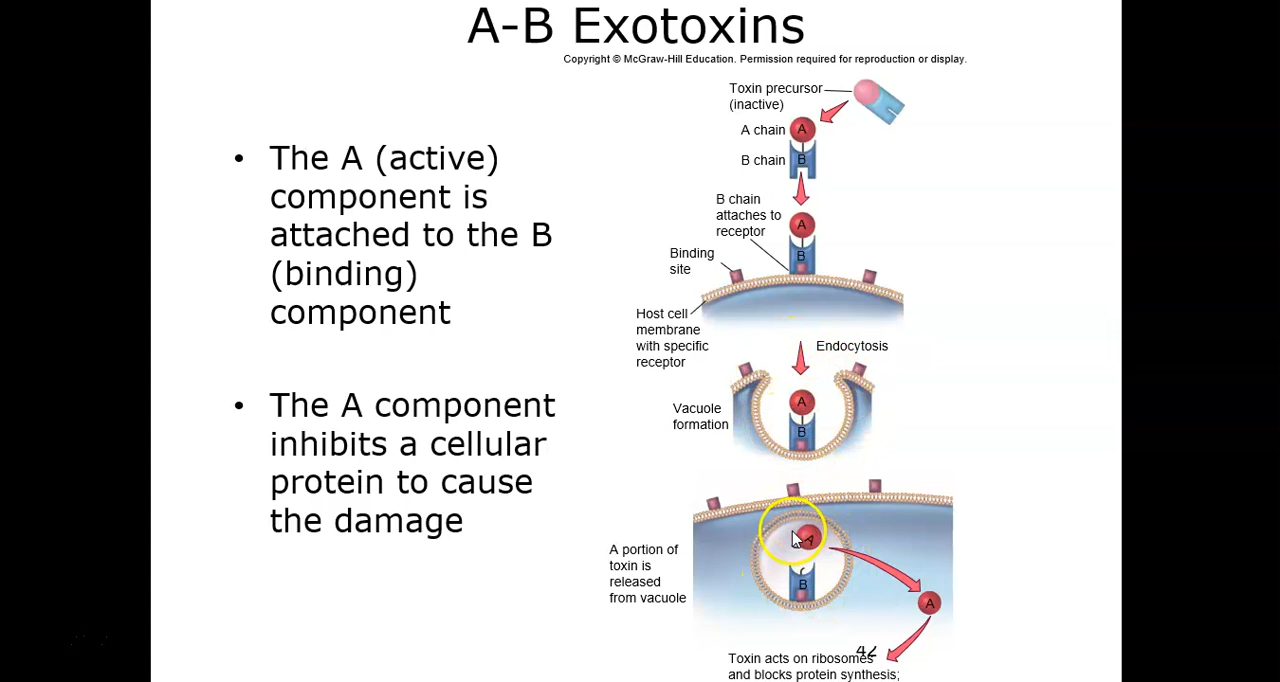 A-B Exotoxins
Copyright © McGraw-Hill Education. Permission required for reproduction or display.
• The A (active)
component is
attached to the B
(binding)
component
• The A component
inhibits a cellular
protein to cause
the damage
Toxin precursor
(inactive)
A chain
A
B chain
B
B chain
attaches to
receptor
A
B
Binding
site
Host cell
membrane
with specific
receptor
Endocytosis
Vacuole
formation
A
B
A portion of
toxin is
released
from vacuole
A
B
A
42
Toxin acts on ribosomes
and blocks protein synthesis;